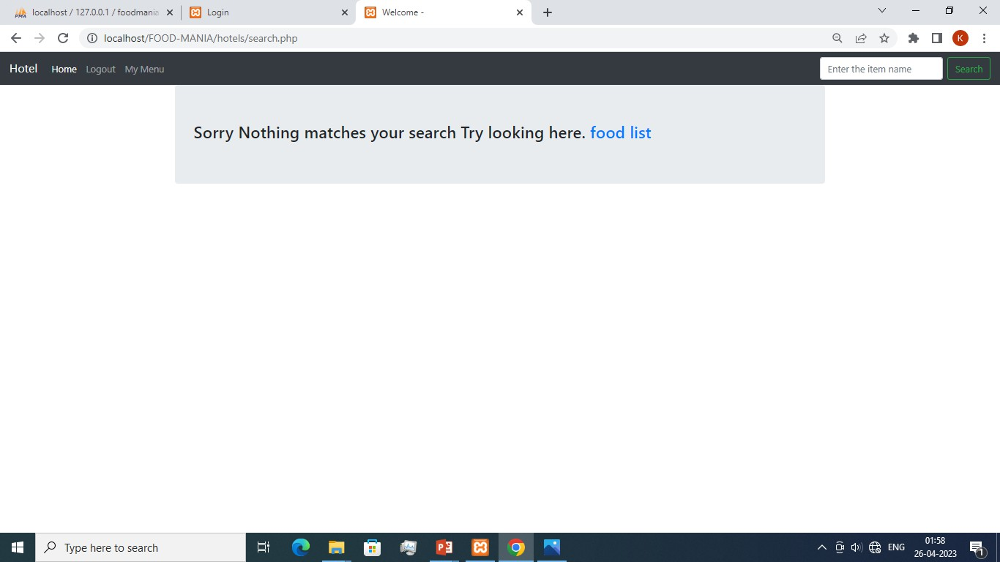 localhost / 127.0.0.1 / foodmania
Login
Welcome -
localhost/FOOD-MANIA/hotels/search.php
K
Hotel Home Logout My Menu Enter the item name Search
Sorry Nothing matches your search Try looking here. food list
Type here to search
ENG
01:58
26-04-2023
1